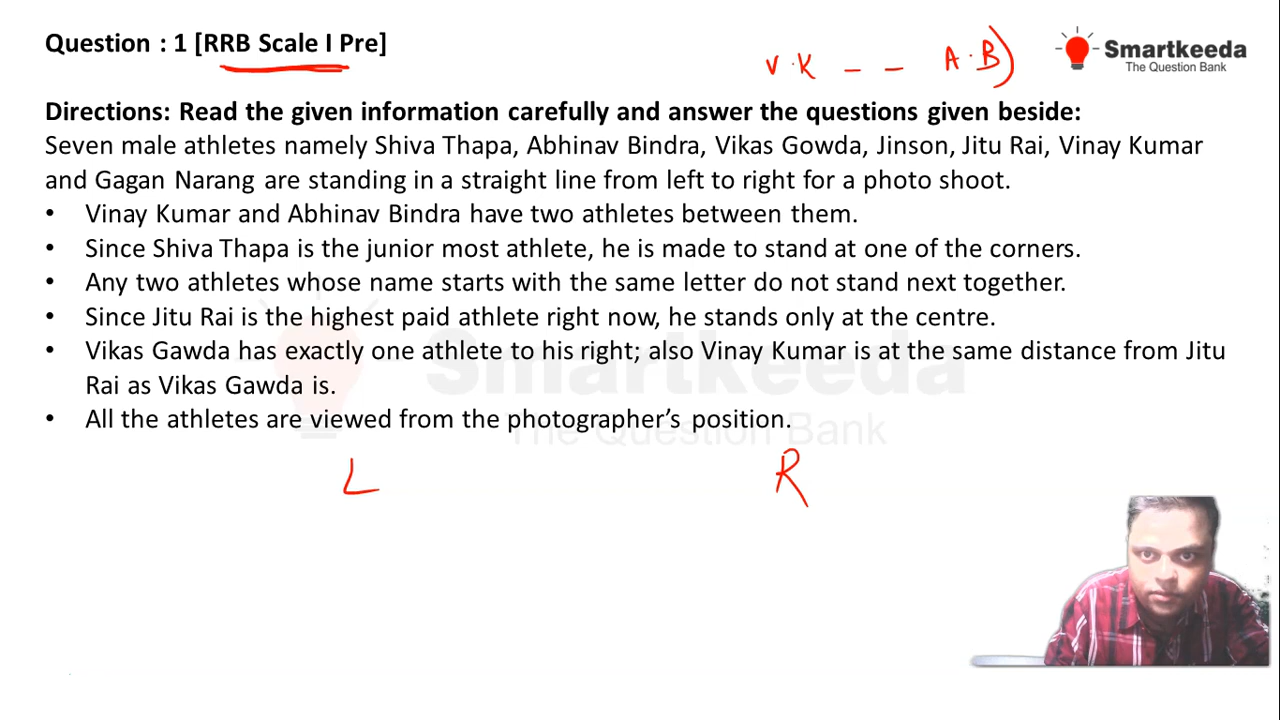 Question : 1 [RRB Scale I Pre]
V.K _ _ A.B)
Smartkeeda
The Question Bank
Directions: Read the given information carefully and answer the questions given beside:
Seven male athletes namely Shiva Thapa, Abhinav Bindra, Vikas Gowda, Jinson, Jitu Rai, Vinay Kumar
and Gagan Narang are standing in a straight line from left to right for a photo shoot.
• Vinay Kumar and Abhinav Bindra have two athletes between them.
• Since Shiva Thapa is the junior most athlete, he is made to stand at one of the corners.
• Any two athletes whose name starts with the same letter do not stand next together.
• Since Jitu Rai is the highest paid athlete right now, he stands only at the centre.
• Vikas Gawda has exactly one athlete to his right; also Vinay Kumar is at the same distance from Jitu
Rai as Vikas Gawda is.
• All the athletes are viewed from the photographer’s position.
Smartkeeda
The Question Bank
L R